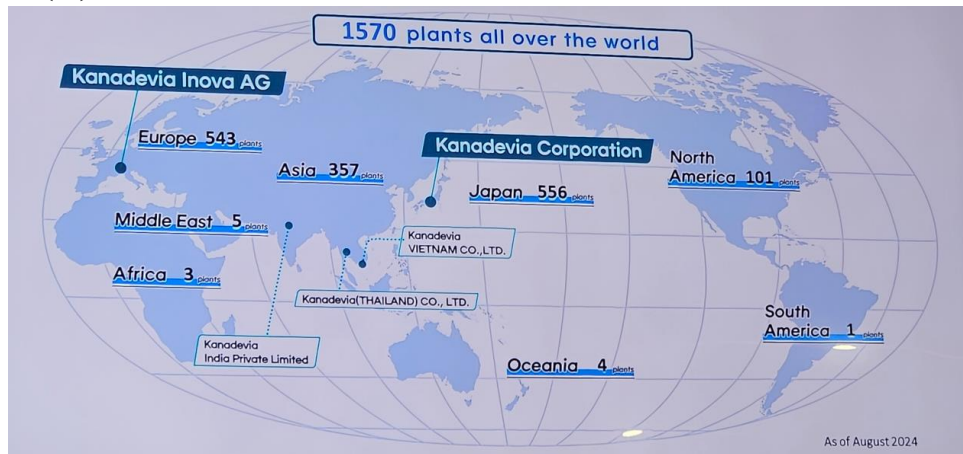 1570 plants all over the world
Kanadevia Inova AG
Europe 543 plants
Kanadevia Corporation
Asia 357 plants
Japan 556 plants
North
America 101 plants
Middle East 5 plants
Kanadevia
VIETNAM CO.,LTD.
Africa 3 plants
Kanadevia(THAILAND) CO., LTD.
Kanadevia
India Private Limited
South
America 1 plants
Oceania 4 plants
As of August 2024